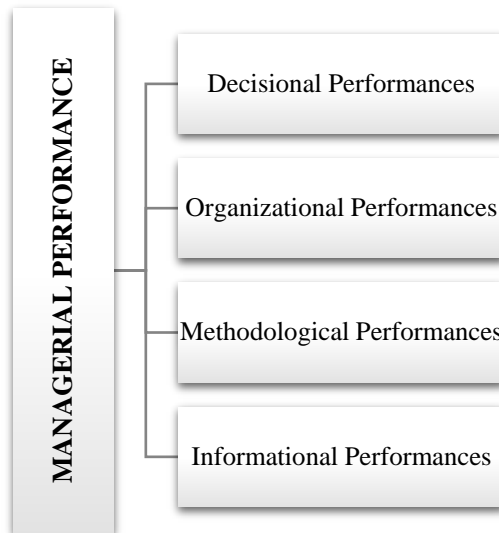 MANAGERIAL PERFORMANCE
Decisional Performances
Organizational Performances
Methodological Performances
Informational Performances